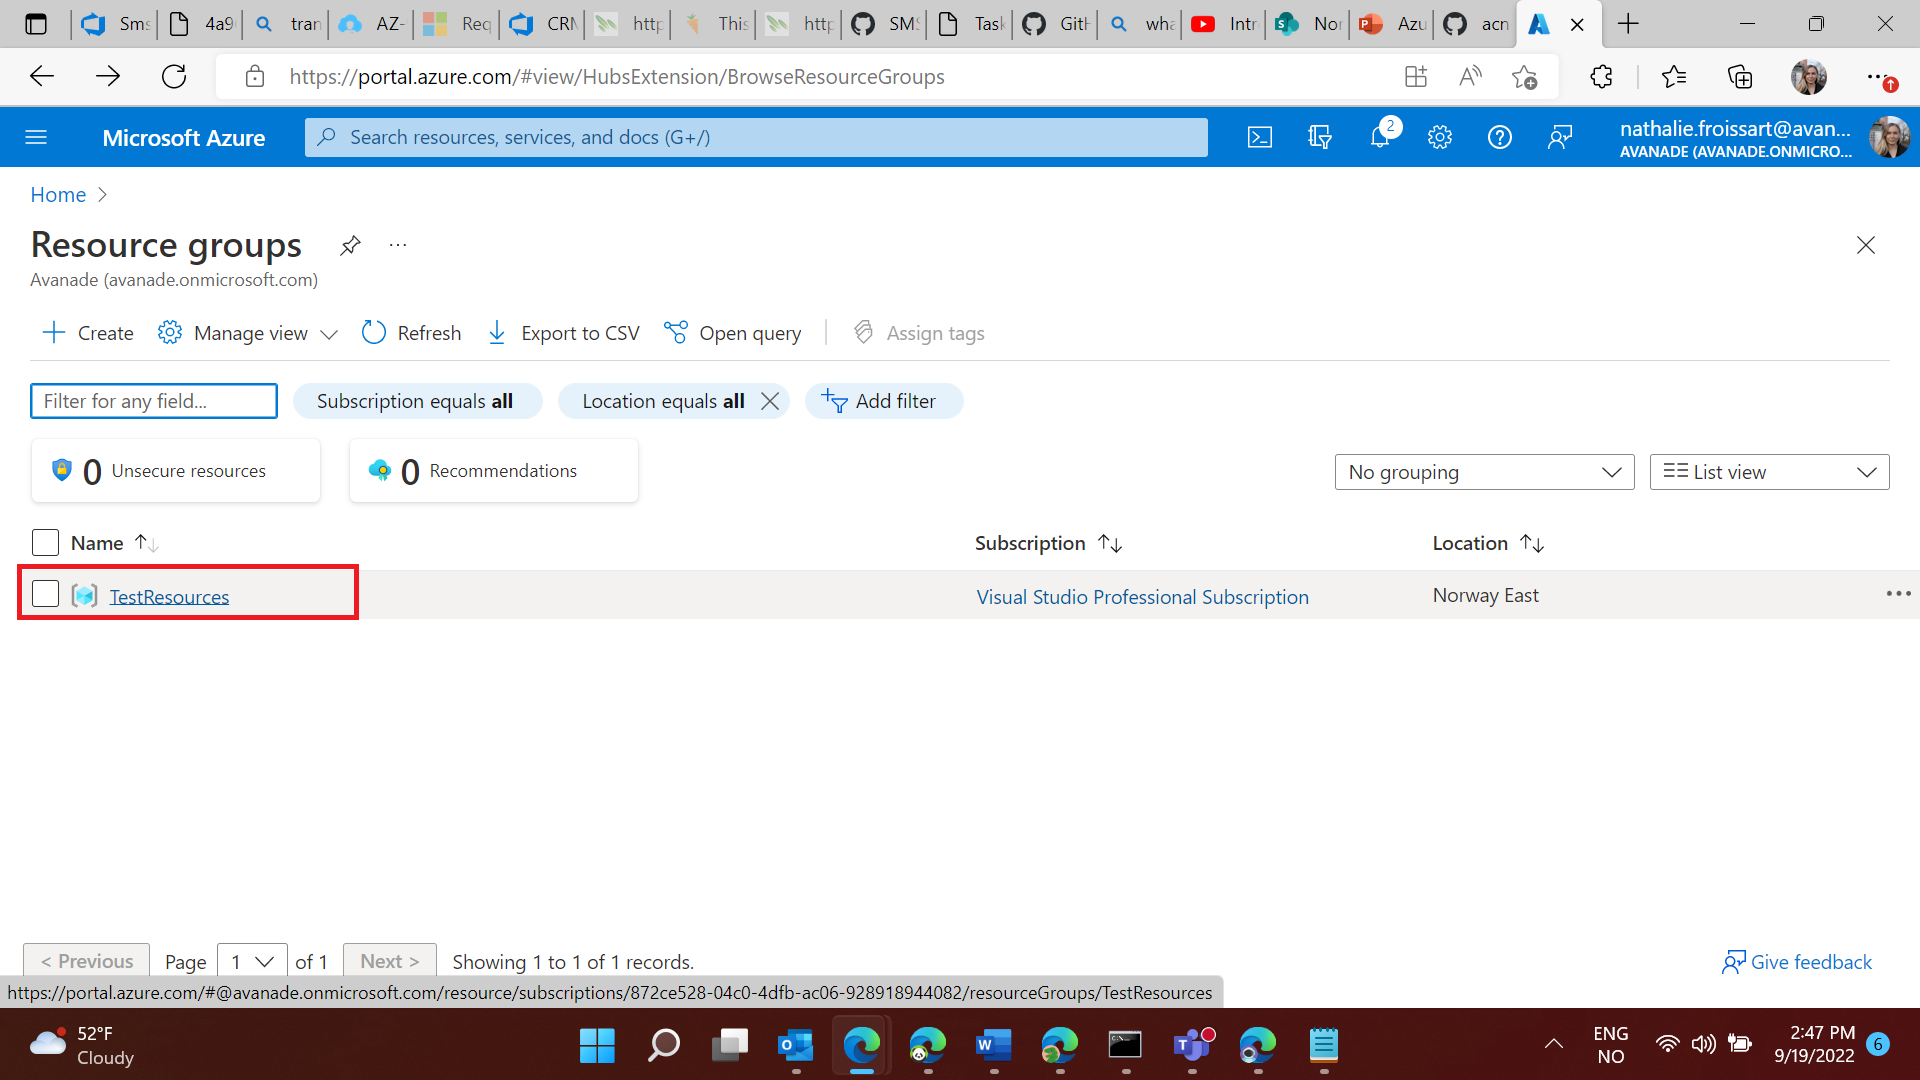 Sms
4a9
tran
AZ-
Req
CRM
http
This
http
SMS
Task
GitH
wha
Intr
Nor
Azu
acn
https://portal.azure.com/#view/HubsExtension/BrowseResourceGroups
Microsoft Azure
Search resources, services, and docs (G+/)
2
nathalie.froissart@avan...
AVANADE (AVANADE.ONMICRO...
Home
Resource groups
...
Avanade (avanade.onmicrosoft.com)
Create
Manage view
Refresh
Export to CSV
Open query
Assign tags
Filter for any field...
Subscription equals all
Location equals all
Add filter
0 Unsecure resources
0 Recommendations
No grouping
List view
Name
Subscription
Location
TestResources
Visual Studio Professional Subscription
Norway East
< Previous
Page
1
of 1
Next >
Showing 1 to 1 of 1 records.
Give feedback
https://portal.azure.com/#@avanade.onmicrosoft.com/resource/subscriptions/872ce528-04c0-4dfb-ac06-928918944082/resourceGroups/TestResources
52°F
Cloudy
ENG
NO
2:47 PM
9/19/2022
6